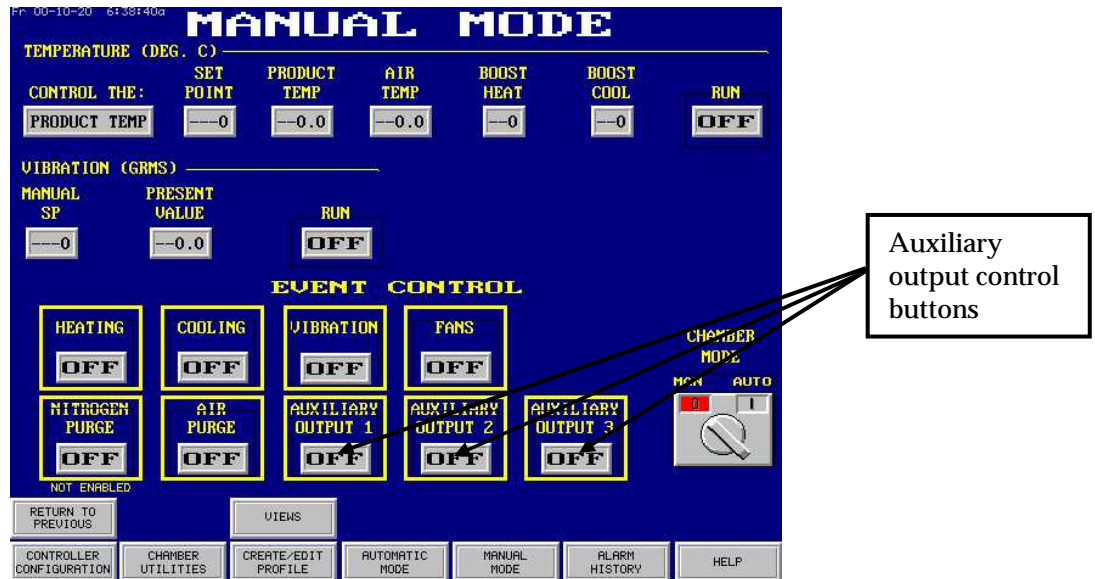 Fr 00-10-20 6:38:40a
MANUAL MODE
TEMPERATURE (DEG. C)
SET PRODUCT AIR BOOST BOOST
CONTROL THE: POINT TEMP TEMP HEAT COOL RUN
PRODUCT TEMP ---0 --0.0 --0.0 --0 --0 OFF
VIBRATION (GRMS)
MANUAL PRESENT
SP VALUE RUN
---0 --0.0 OFF
EVENT CONTROL
HEATING COOLING VIBRATION FANS
OFF OFF OFF OFF
CHAMBER
MODE
MAN AUTO
0 I
NITROGEN AIR AUXILIARY AUXILIARY AUXILIARY
PURGE PURGE OUTPUT 1 OUTPUT 2 OUTPUT 3
OFF OFF OFF OFF OFF
NOT ENABLED
RETURN TO
PREVIOUS
VIEWS
CONTROLLER CHAMBER CREATE/EDIT AUTOMATIC MANUAL ALARM HELP
CONFIGURATION UTILITIES PROFILE MODE MODE HISTORY
Auxiliary
output control
buttons